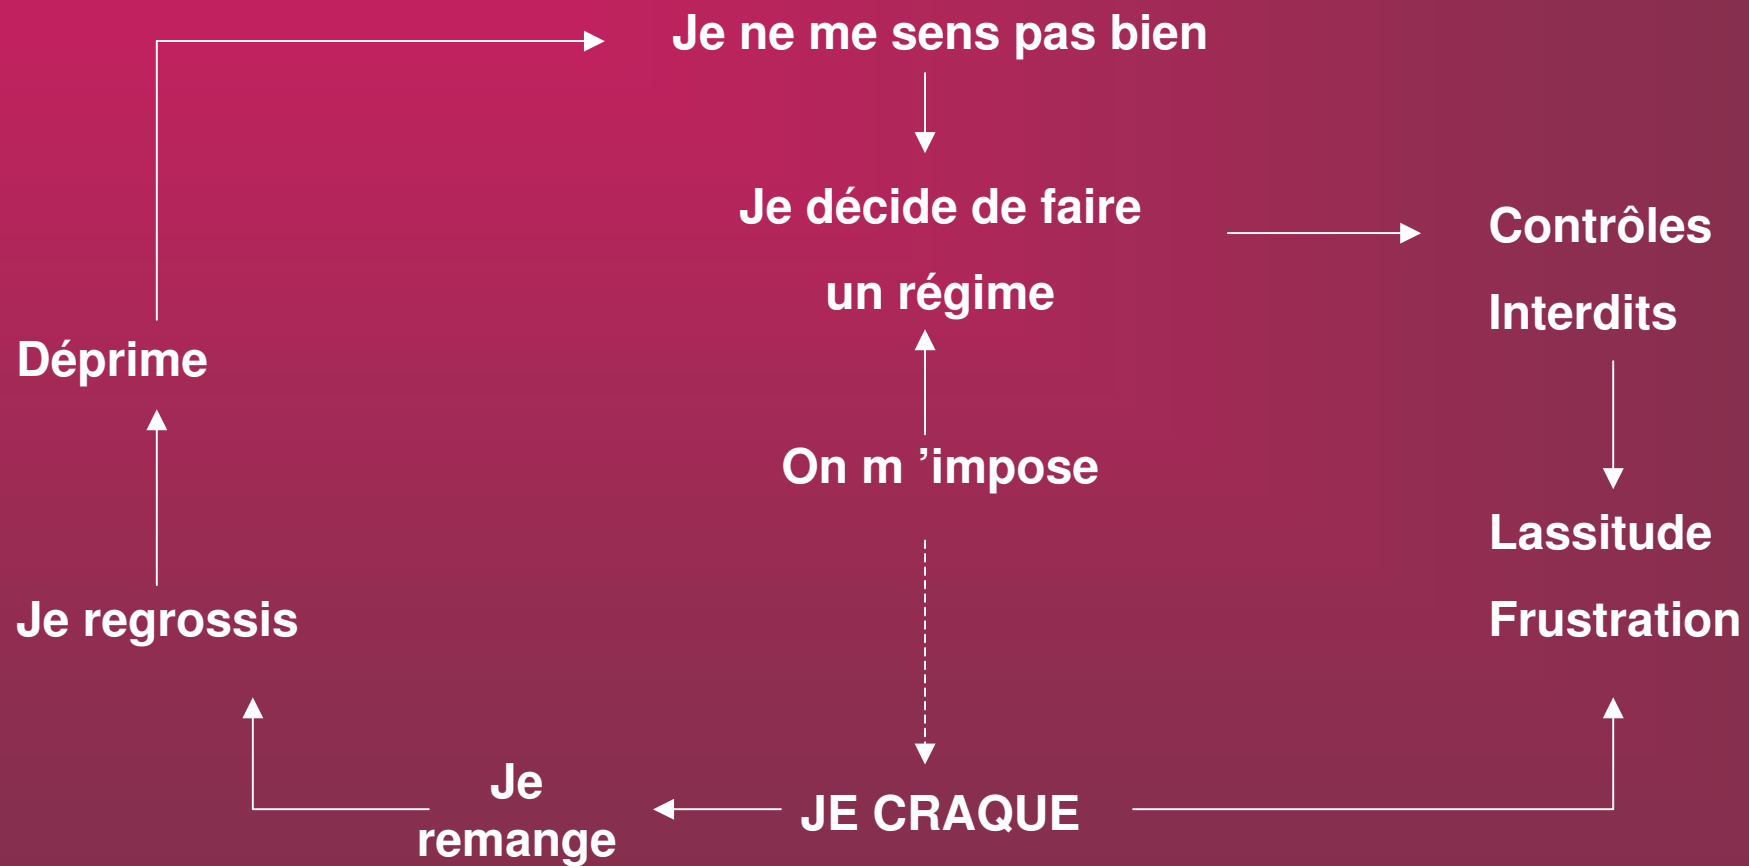 Je ne me sens pas bien
Je décide de faire
un régime
Contrôles
Interdits
Déprime
On m ’impose
Lassitude
Frustration
Je regrossis
Je
remange
JE CRAQUE